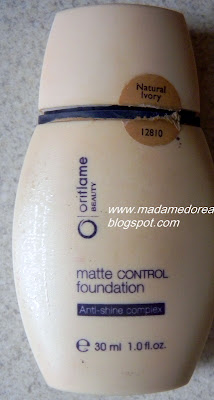 Natural
Ivory
12810
oriflame
BEAUTY
www.madamedorea
blogspot.com
matte CONTROL
foundation
Anti-shine complex
e 30 ml 1.0 fl.oz.